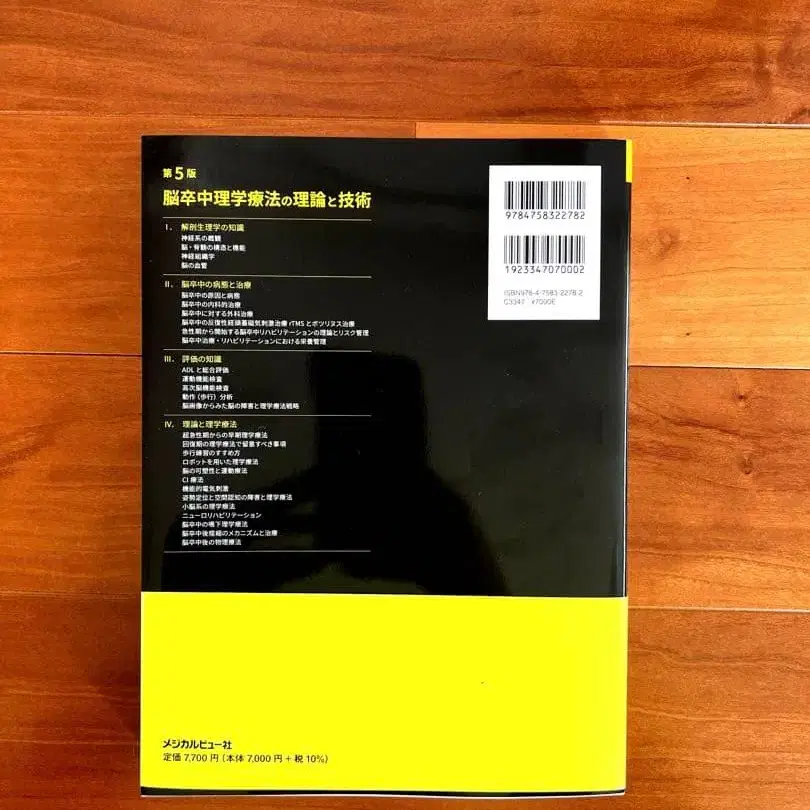 第5版
脳卒中理学療法の理論と技術
I. 解剖生理学の知識
神経系の概観
脳・脊髄の構造と機能
神経組織学
脳の血管
II. 脳卒中の病態と治療
脳卒中の原因と病態
脳卒中の内科的治療
脳卒中に対する外科治療
脳卒中の反復性経頭蓋磁気刺激治療rTMSとボツリヌス治療
急性期から開始する脳卒中リハビリテーションの理論とリスク管理
脳卒中治療・リハビリテーションにおける栄養管理
III. 評価の知識
ADLと総合評価
運動機能検査
高次脳機能検査
動作(歩行)分析
脳画像からみた脳の障害と理学療法戦略
IV. 理論と理学療法
超急性期からの早期理学療法
回復期の理学療法で留意すべき事項
歩行練習のすすめ方
ロボットを用いた理学療法
脳の可塑性と運動療法
CI療法
機能的電気刺激
姿勢定位と空間認知の障害と理学療法
小脳系の理学療法
ニューロリハビリテーション
脳卒中の嚥下理学療法
脳卒中後痙縮のメカニズムと治療
脳卒中後の物理療法
9784758322782
1923347070002
ISBN978-4-7583-2278-2
C3347 ¥7000E
メジカルビュー社
定価7,700円(本体7,000円+税10%)